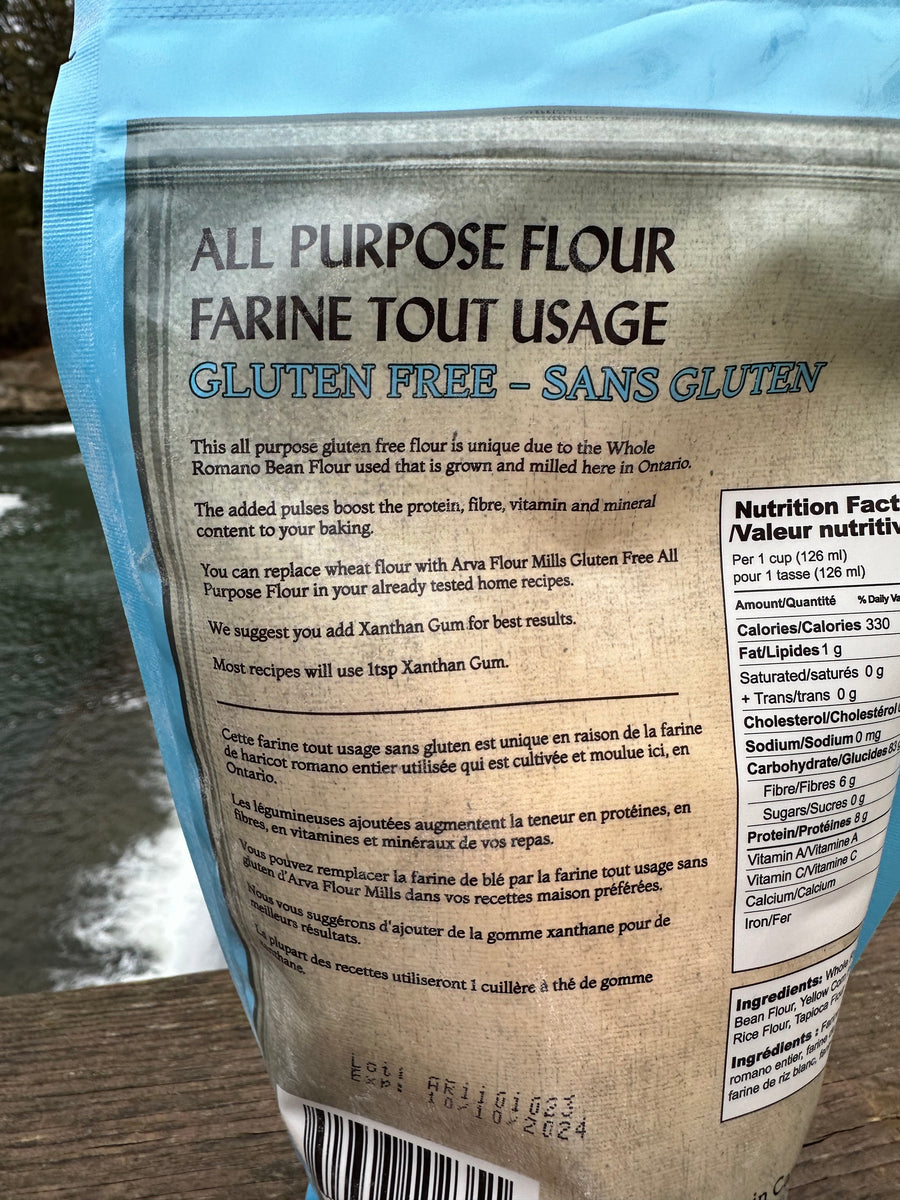 ALL PURPOSE FLOUR
FARINE TOUT USAGE
GLUTEN FREE – SANS GLUTEN
This all purpose gluten free flour is unique due to the Whole
Romano Bean Flour used that is grown and milled here in Ontario.
The added pulses boost the protein, fibre, vitamin and mineral
content to your baking.
You can replace wheat flour with Arva Flour Mills Gluten Free All
Purpose Flour in your already tested home recipes.
We suggest you add Xanthan Gum for best results.
Most recipes will use 1tsp Xanthan Gum.
Cette farine tout usage sans gluten est unique en raison de la farine
de haricot romano entier utilisée qui est cultivée et moulue ici, en
Ontario.
Les légumineuses ajoutées augmentent la teneur en protéines, en
fibres, en vitamines et minéraux de vos repas.
Vous pouvez remplacer la farine de blé par la farine tout usage sans
gluten d'Arva Flour Mills dans vos recettes maison préférées.
Nous vous suggérons d'ajouter de la gomme xanthane pour de
meilleurs résultats.
La plupart des recettes utiliseront 1 cuillère à thé de gomme
xanthane.
Lot: AR1101023
Exp: 10/10/2024
Nutrition Fact
/Valeur nutritiv
Per 1 cup (126 ml)
pour 1 tasse (126 ml)
Amount/Quantité % Daily Va
Calories/Calories 330
Fat/Lipides 1 g
Saturated/saturés 0 g
+ Trans/trans 0 g
Cholesterol/Cholestérol
Sodium/Sodium 0 mg
Carbohydrate/Glucides 83 g
Fibre/Fibres 6 g
Sugars/Sucres 0 g
Protein/Protéines 8 g
Vitamin A/Vitamine A
Vitamin C/Vitamine C
Calcium/Calcium
Iron/Fer
Ingredients: Whole
Bean Flour, Yellow Corn
Rice Flour, Tapioca Flo
Ingrédients : Fari
romano entier, farine
farine de riz blanc,